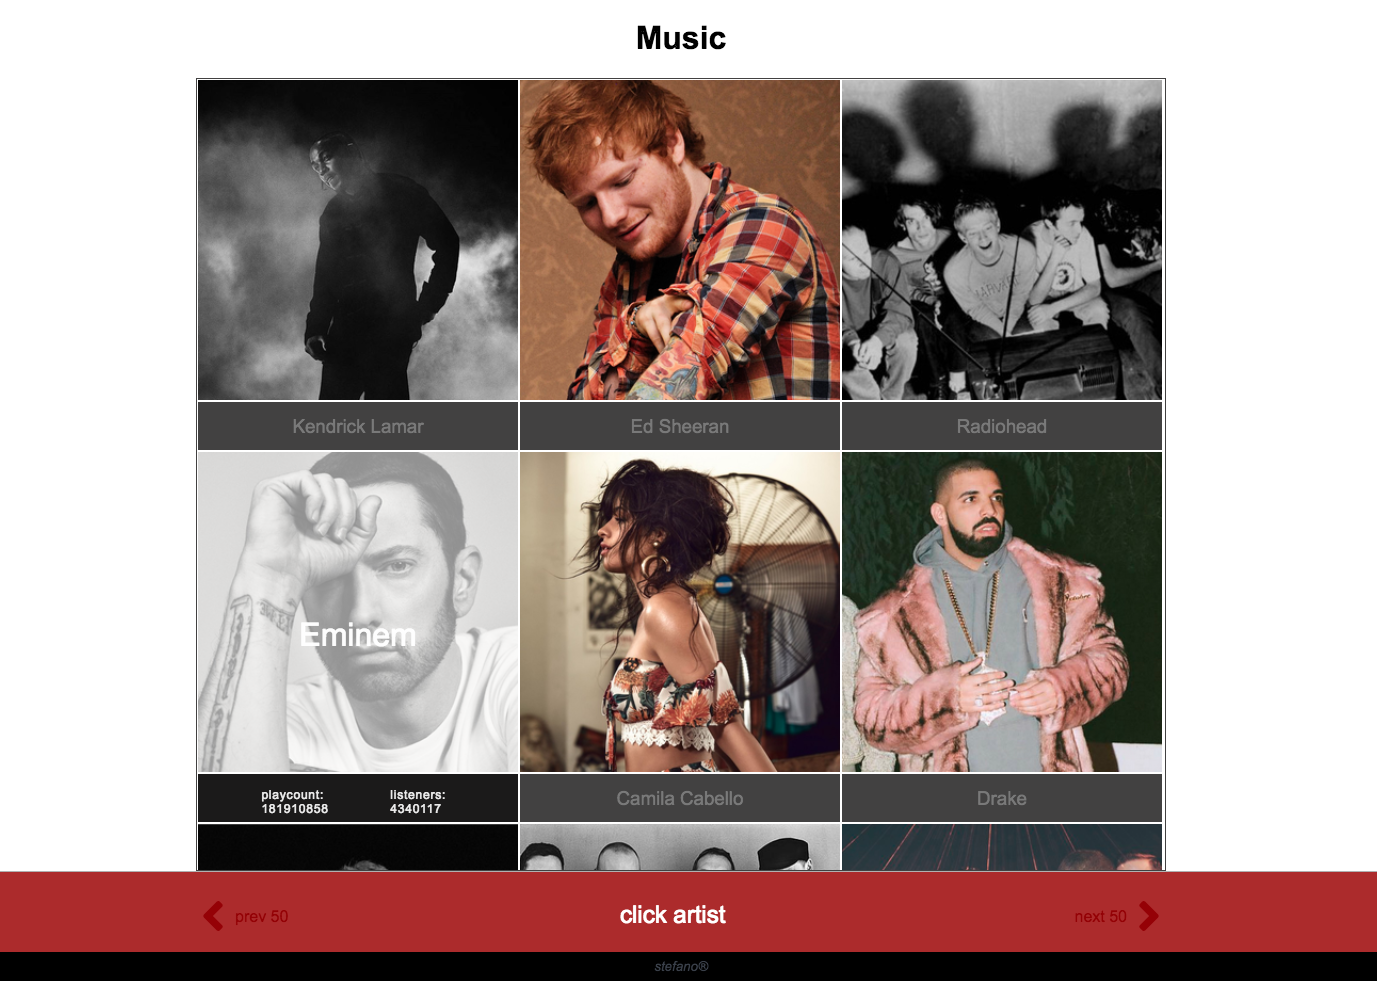 Music
Kendrick Lamar
Ed Sheeran
Radiohead
HARVARD
Eminem
playcount:
181910858
listeners:
4340117
Camila Cabello
Drake
prev 50
click artist
next 50
stefano®